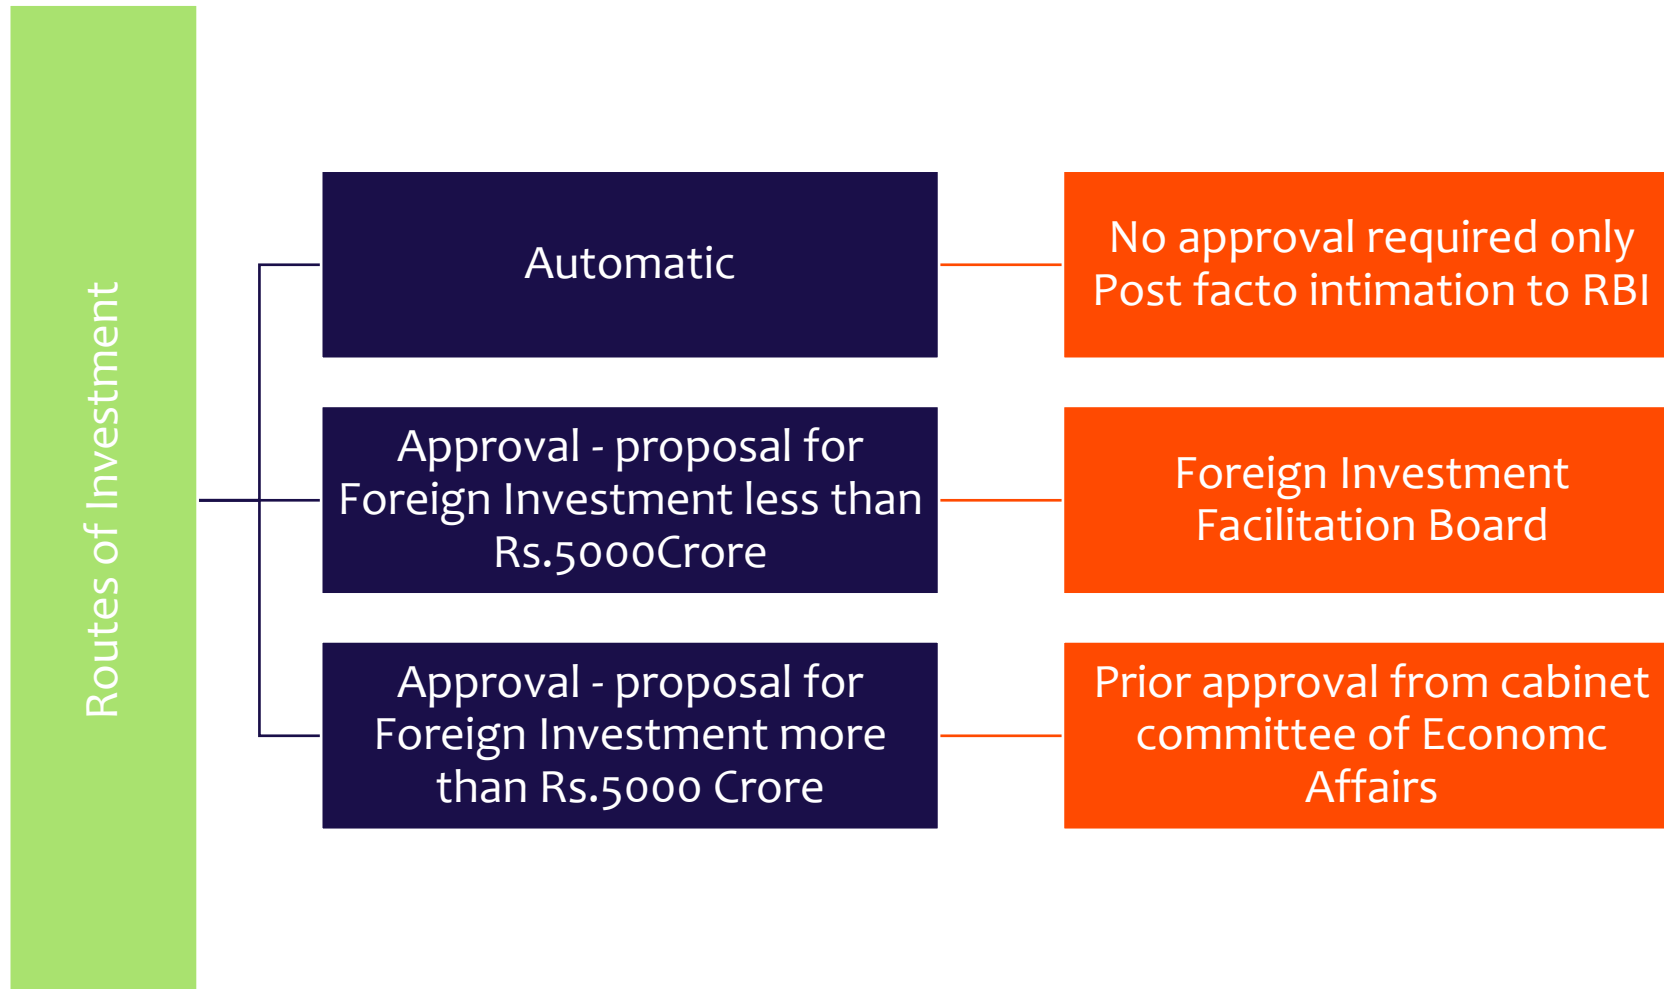 Routes of Investment
Automatic
No approval required only
Post facto intimation to RBI
Approval - proposal for
Foreign Investment less than
Rs.5000Crore
Foreign Investment
Facilitation Board
Approval - proposal for
Foreign Investment more
than Rs.5000 Crore
Prior approval from cabinet
committee of Economc
Affairs